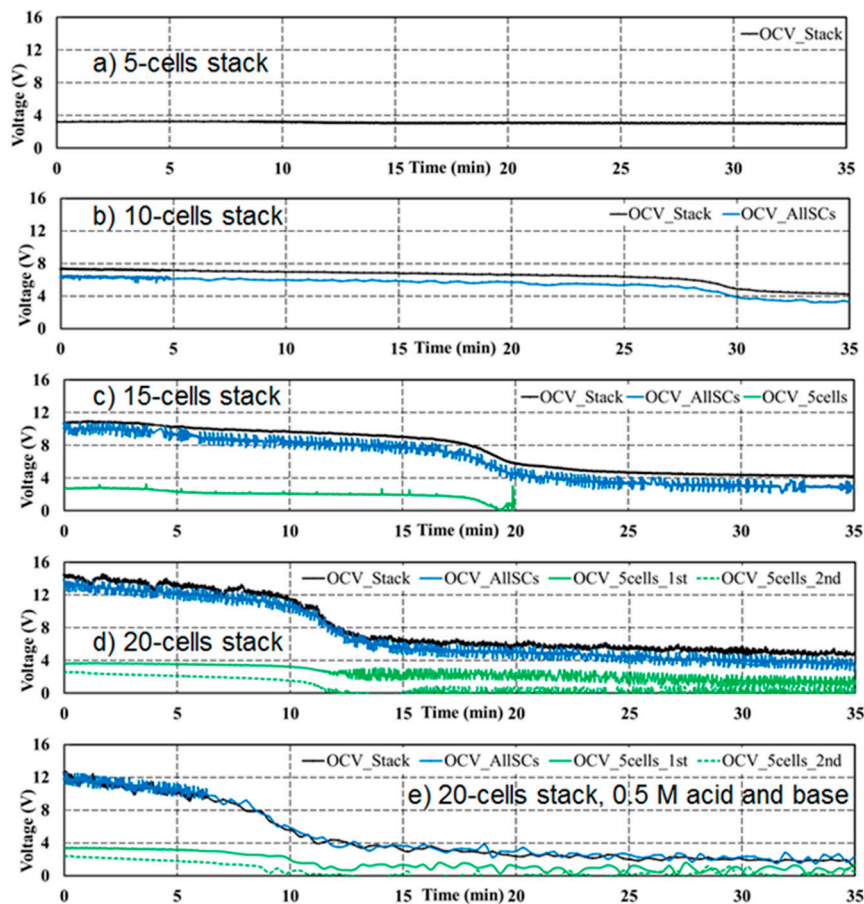 16
12
8
4
0
Voltage (V)
OCV_Stack
a) 5-cells stack
0 5 10 15 Time (min) 20 25 30 35
16
12
8
4
0
Voltage (V)
b) 10-cells stack
OCV_Stack OCV_AllSCs
0 5 10 15 Time (min) 20 25 30 35
16
12
8
4
0
Voltage (V)
c) 15-cells stack
OCV_Stack OCV_AllSCs OCV_5cells
0 5 10 15 Time (min) 20 25 30 35
16
12
8
4
0
Voltage (V)
OCV_Stack OCV_AllSCs OCV_5cells_1st OCV_5cells_2nd
d) 20-cells stack
0 5 10 15 Time (min) 20 25 30 35
16
12
8
4
0
Voltage (V)
OCV_Stack OCV_AllSCs OCV_5cells_1st OCV_5cells_2nd
e) 20-cells stack, 0.5 M acid and base
0 5 10 15 Time (min) 20 25 30 35